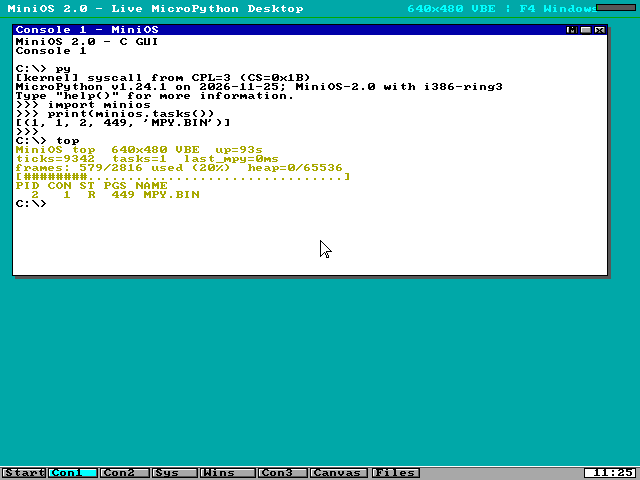 MiniOS 2.0 - Live MicroPython Desktop
640x480 VBE | F4 Windows
Console 1 - MiniOS
M
x
MiniOS 2.0 - C GUI
Console 1
C:\> py
[kernel] syscall from CPL=3 (CS=0x1B)
MicroPython v1.24.1 on 2026-11-25; MiniOS-2.0 with i386-ring3
Type "help()" for more information.
>>> import minios
>>> print(minios.tasks())
[(1, 1, 2, 449, 'MPY.BIN')]
>>>
C:\> top
MiniOS top  640x480 VBE  up=93s
ticks=9342  tasks=1  last_mpy=0ms
frames: 579/2816 used (20%)  heap=0/65536
[########................................]
PID CON ST PGS NAME
2   1  R  449 MPY.BIN
C:\>
Start Con1 Con2 Sys Wins Con3 Canvas Files 11:25